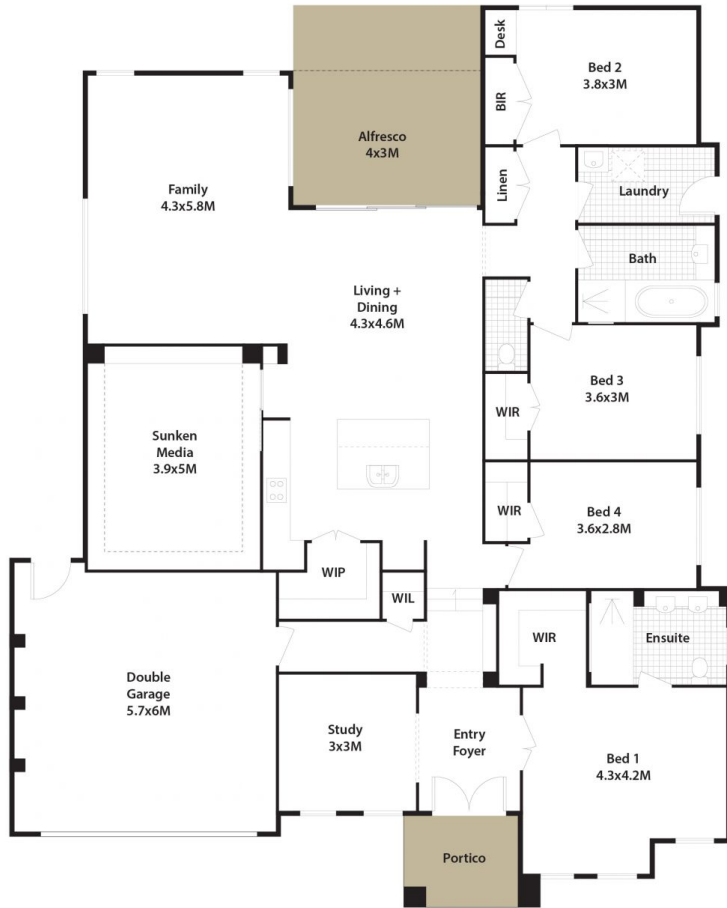 Desk
Bed 2
3.8x3M
BIR
Alfresco
4x3M
Linen
Laundry
Family
4.3x5.8M
Bath
Living +
Dining
4.3x4.6M
Bed 3
3.6x3M
WIR
Sunken
Media
3.9x5M
WIR
Bed 4
3.6x2.8M
WIP
WIL
WIR
Ensuite
Double
Garage
5.7x6M
Study
3x3M
Entry
Foyer
Bed 1
4.3x4.2M
Portico